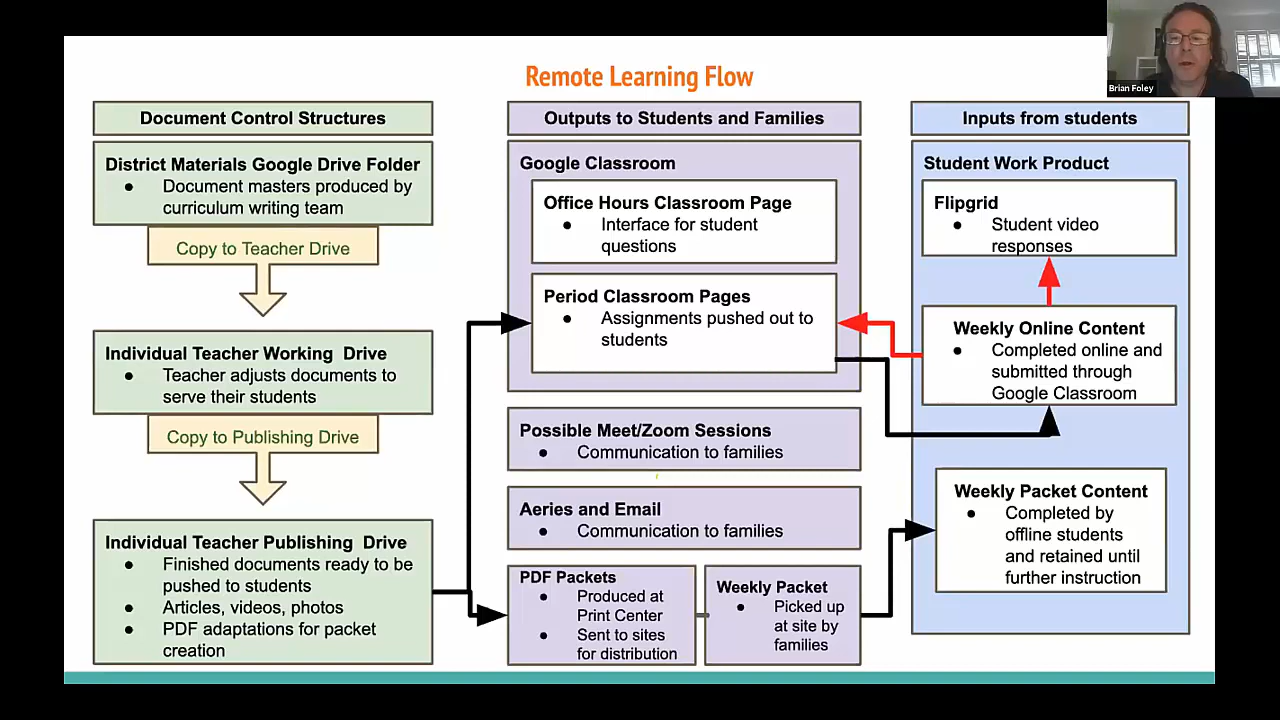 Brian Foley
Remote Learning Flow
Document Control Structures
District Materials Google Drive Folder
● Document masters produced by
curriculum writing team
Copy to Teacher Drive
Individual Teacher Working Drive
● Teacher adjusts documents to
serve their students
Copy to Publishing Drive
Individual Teacher Publishing Drive
● Finished documents ready to be
pushed to students
● Articles, videos, photos
● PDF adaptations for packet
creation
Outputs to Students and Families
Google Classroom
Office Hours Classroom Page
● Interface for student
questions
Period Classroom Pages
● Assignments pushed out to
students
Possible Meet/Zoom Sessions
● Communication to families
Aeries and Email
● Communication to families
PDF Packets
● Produced at
Print Center
● Sent to sites
for distribution
Weekly Packet
● Picked up
at site by
families
Inputs from students
Student Work Product
Flipgrid
● Student video
responses
Weekly Online Content
● Completed online and
submitted through
Google Classroom
Weekly Packet Content
● Completed by
offline students
and retained until
further instruction